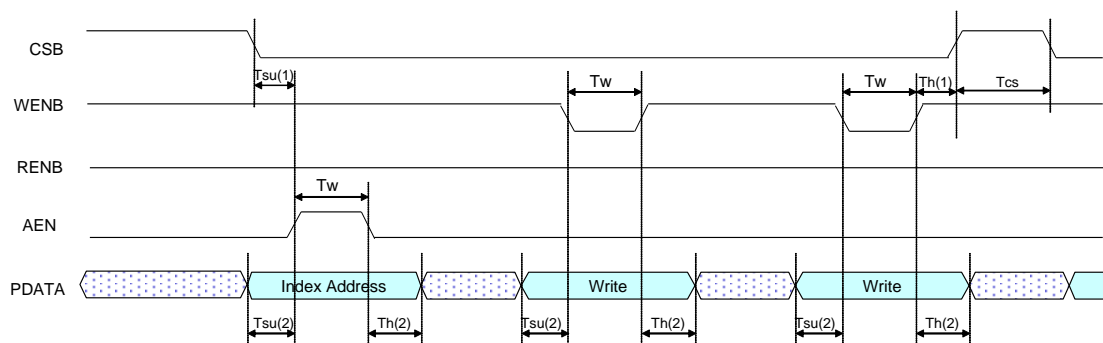 CSB
Tsu(1)
Tw
Tw
Th(1)
Tcs
WENB
RENB
Tw
AEN
PDATA
Index Address
Write
Write
Tsu(2)
Th(2)
Tsu(2)
Th(2)
Tsu(2)
Th(2)